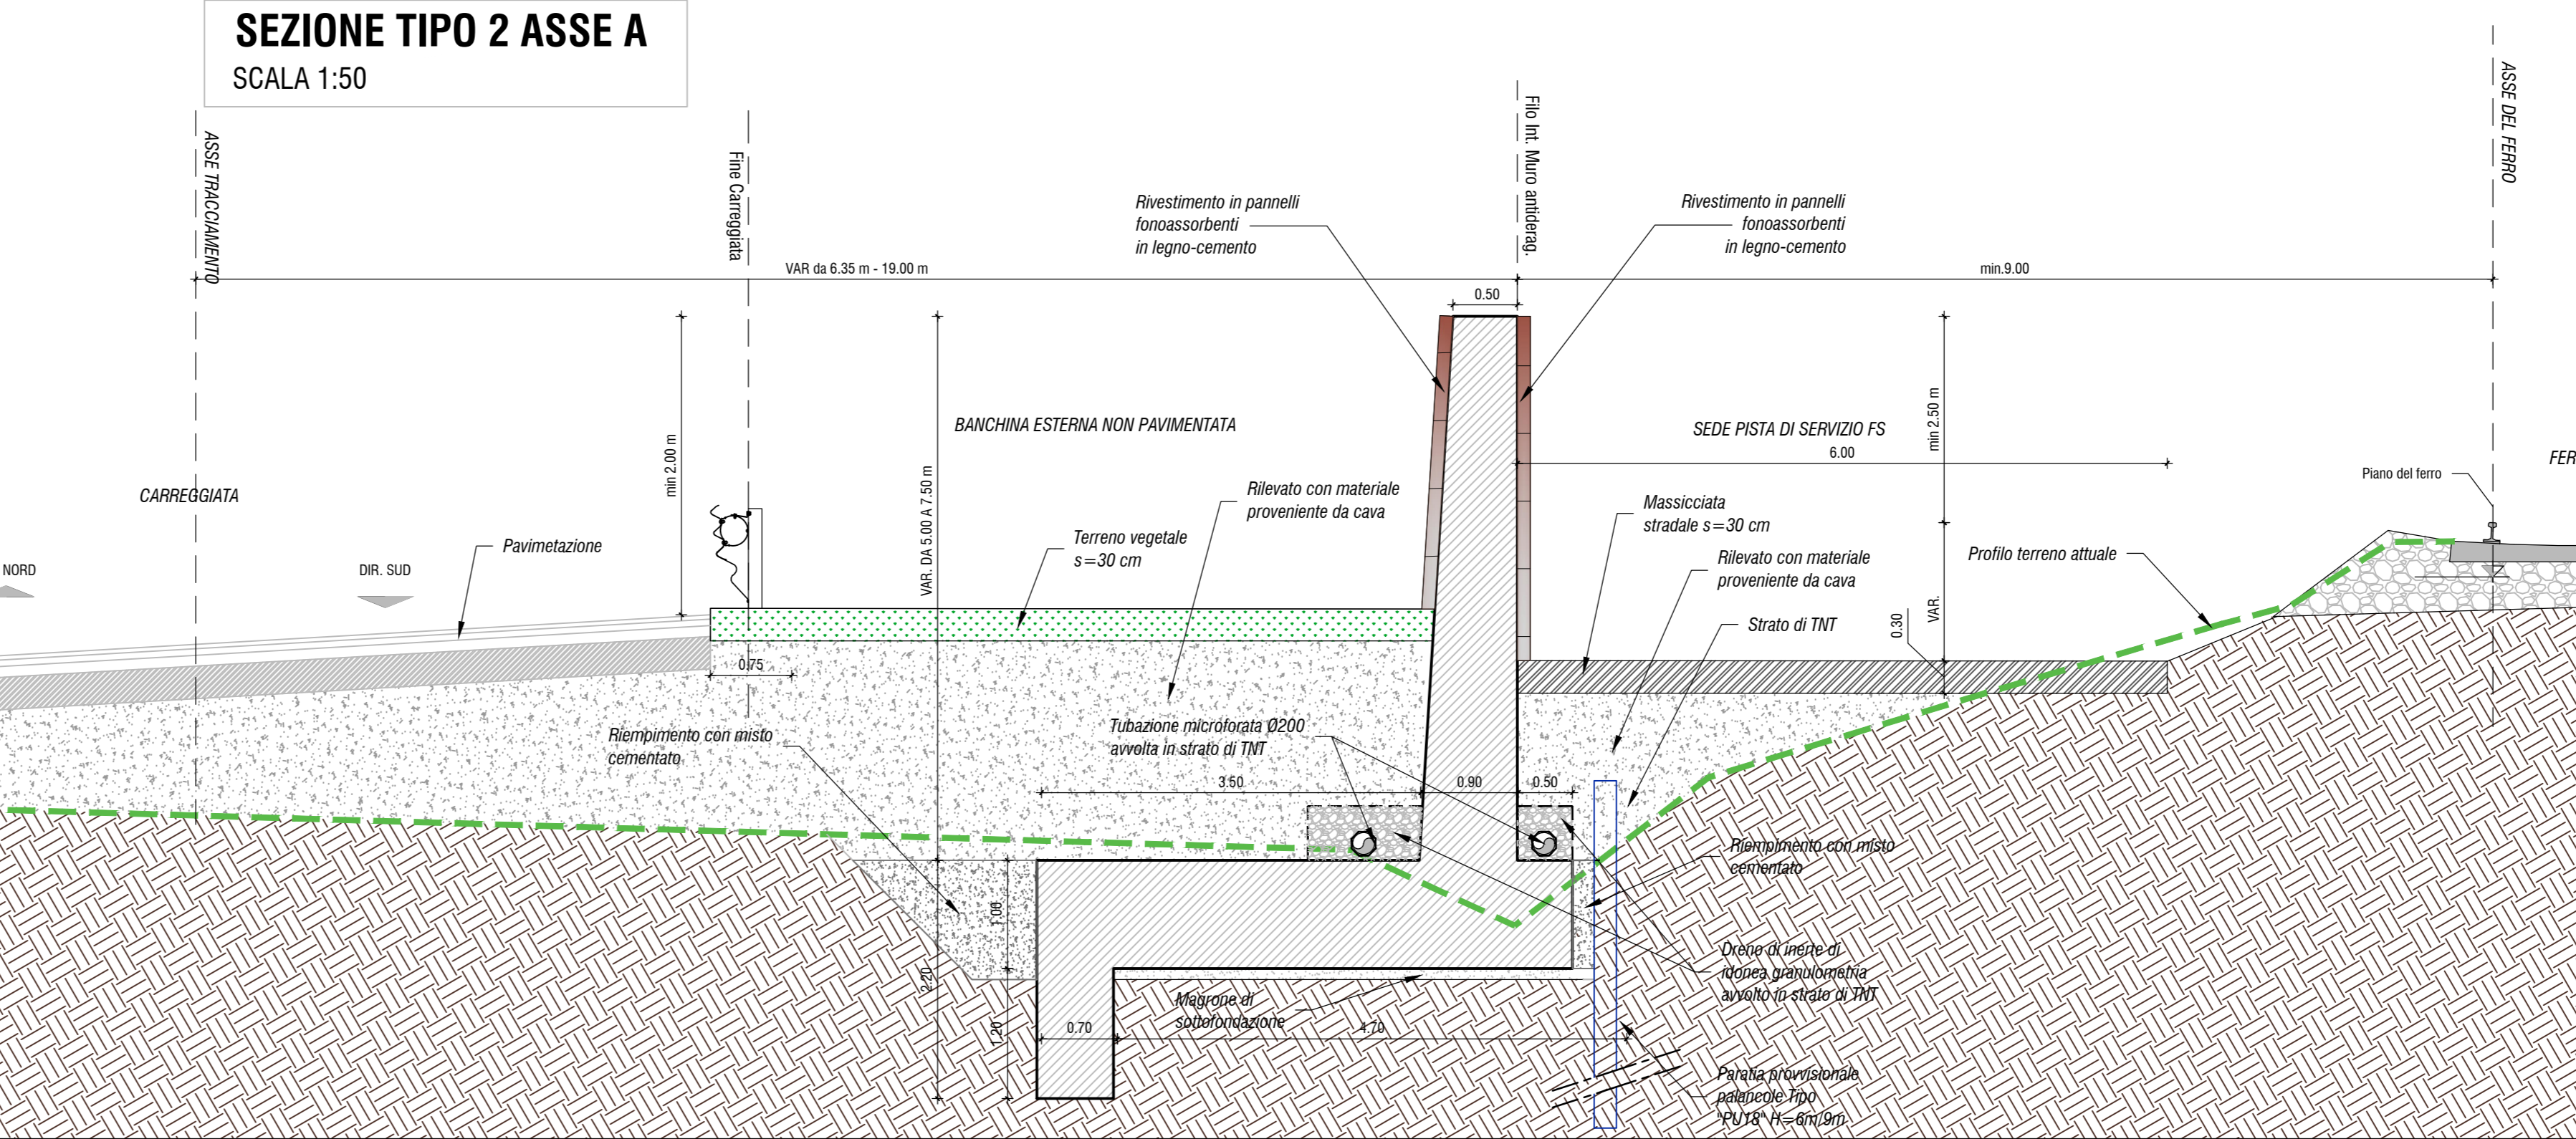 SEZIONE TIPO 2 ASSE A
SCALA 1:50
ASSE TRACCIAMENTO
Fine Carreggiata
Filo Int. Muro antiderag.
ASSE DEL FERRO
Rivestimento in pannelli
fonoassorbenti
in legno-cemento
Rivestimento in pannelli
fonoassorbenti
in legno-cemento
VAR da 6.35 m - 19.00 m
min.9.00
0.50
min 2.00 m
VAR. DA 5.00 A 7.50 m
BANCHINA ESTERNA NON PAVIMENTATA
SEDE PISTA DI SERVIZIO FS
6.00
min 2.50 m
VAR.
0.30
FER
Piano del ferro
CARREGGIATA
Pavimetazione
NORD
DIR. SUD
Terreno vegetale
s=30 cm
Rilevato con materiale
proveniente da cava
Massicciata
stradale s=30 cm
Rilevato con materiale
proveniente da cava
Profilo terreno attuale
Strato di TNT
0.75
Riempimento con misto
cementato
Tubazione microforata Ø200
avvolta in strato di TNT
3.50
0.90
0.50
Riempimento con misto
cementato
1.00
2.20
1.20
Dreno di inerte di
idonea granulometria
avvolto in strato di TNT
Magrone di
sottofondazione
0.70
4.70
Paratia provvisionale
palancole Tipo
"PU18" H=6m/9m